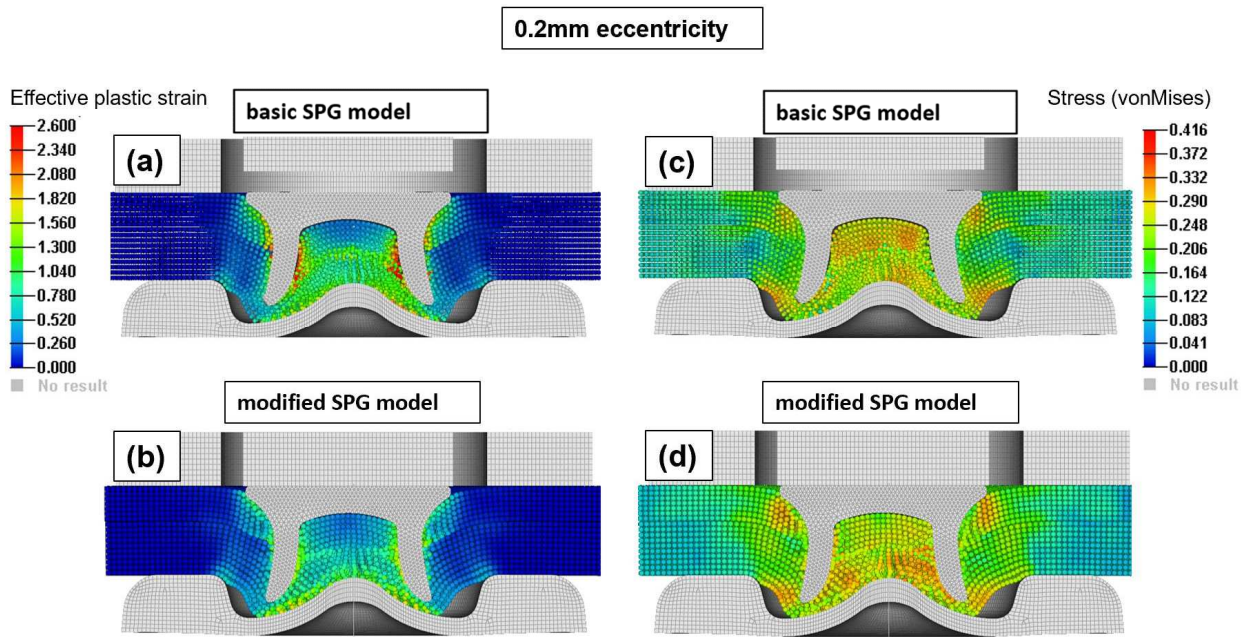 0.2mm eccentricity
Effective plastic strain
basic SPG model
basic SPG model
Stress (vonMises)
2.600
2.340
2.080
1.820
1.560
1.300
1.040
0.780
0.520
0.260
0.000
No result
(a)
(c)
0.416
0.372
0.332
0.290
0.248
0.206
0.164
0.122
0.083
0.041
0.000
No result
modified SPG model
modified SPG model
(b)
(d)